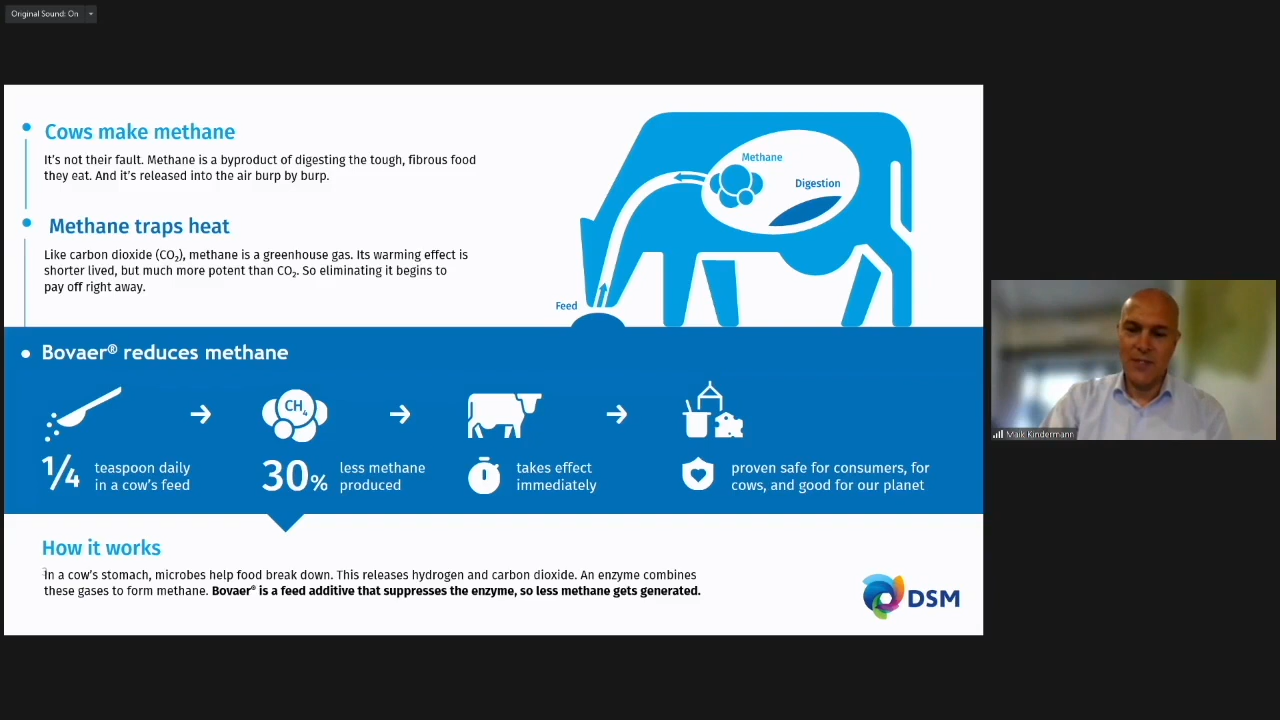 Original Sound: On
Cows make methane
It's not their fault. Methane is a byproduct of digesting the tough, fibrous food
they eat. And it's released into the air burp by burp.
Methane traps heat
Like carbon dioxide (CO₂), methane is a greenhouse gas. Its warming effect is
shorter lived, but much more potent than CO₂. So eliminating it begins to
pay off right away.
Methane
Digestion
Feed
Bovaer® reduces methane
CH₄
1/4 teaspoon daily
in a cow's feed
30% less methane
produced
takes effect
immediately
proven safe for consumers, for
cows, and good for our planet
How it works
In a cow's stomach, microbes help food break down. This releases hydrogen and carbon dioxide. An enzyme combines
these gases to form methane. Bovaer® is a feed additive that suppresses the enzyme, so less methane gets generated.
DSM
Maik Kindermann